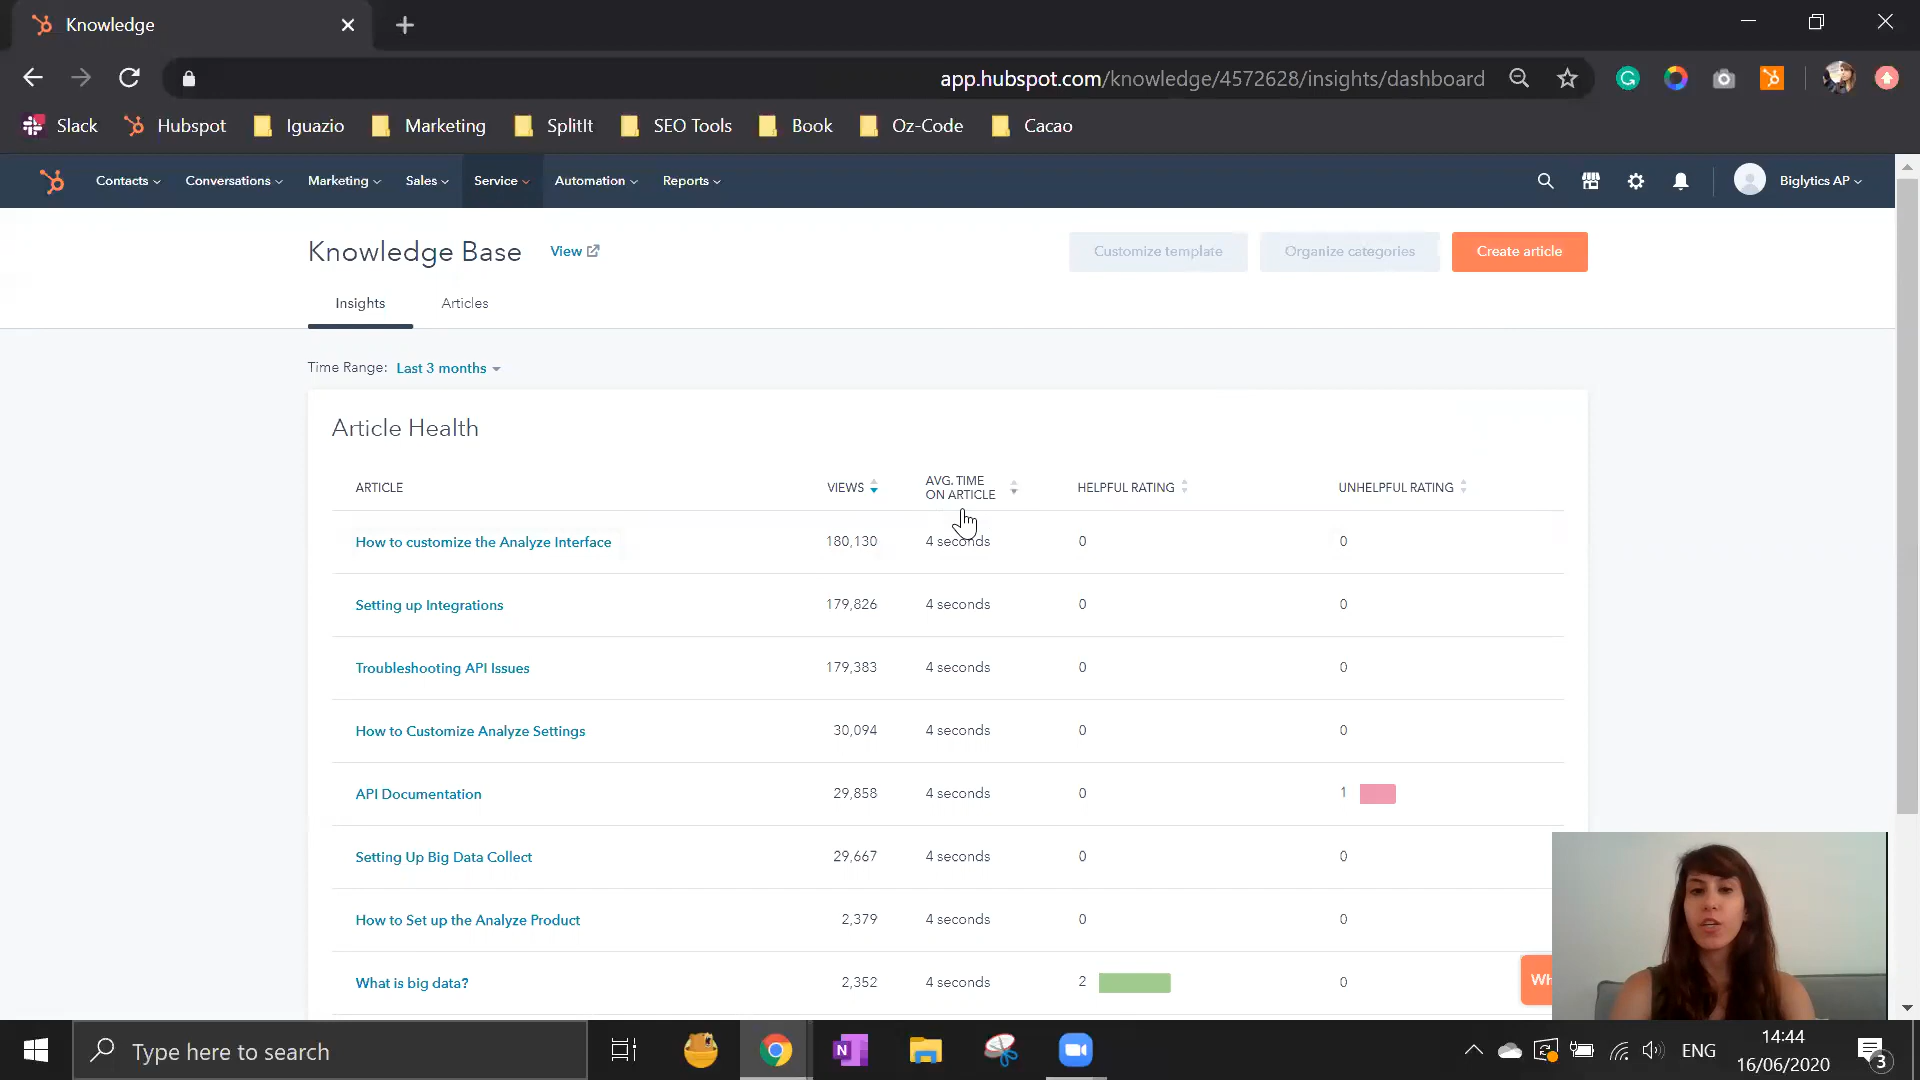 Knowledge
app.hubspot.com/knowledge/4572628/insights/dashboard
Slack Hubspot Iguazio Marketing SplitIt SEO Tools Book Oz-Code Cacao
Contacts Conversations Marketing Sales Service Automation Reports Biglytics AP
Knowledge Base View Customize template Organize categories Create article
Insights Articles
Time Range: Last 3 months
Article Health
ARTICLE VIEWS AVG. TIME ON ARTICLE HELPFUL RATING UNHELPFUL RATING
How to customize the Analyze Interface 180,130 4 seconds 0 0
Setting up Integrations 179,826 4 seconds 0 0
Troubleshooting API Issues 179,383 4 seconds 0 0
How to Customize Analyze Settings 30,094 4 seconds 0 0
API Documentation 29,858 4 seconds 0 1
Setting Up Big Data Collect 29,667 4 seconds 0 0
How to Set up the Analyze Product 2,379 4 seconds 0 0
What is big data? 2,352 4 seconds 2 0
Type here to search
ENG
14:44
16/06/2020
3